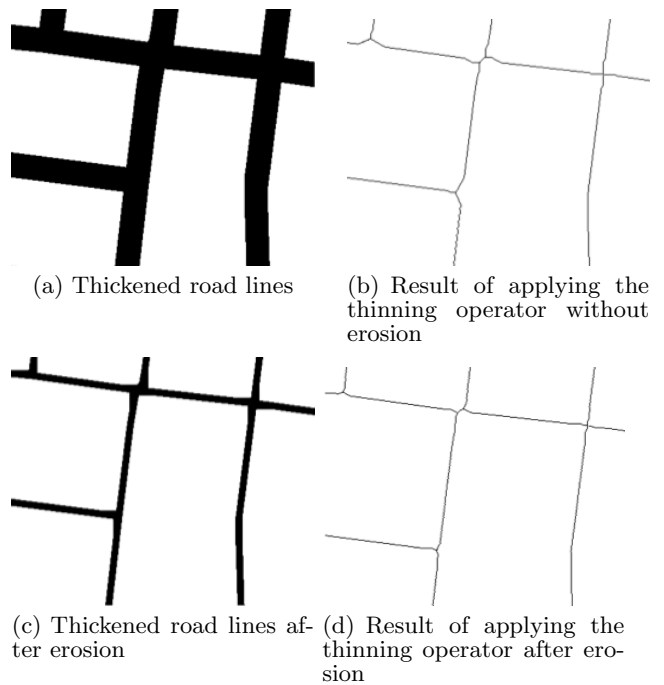 (a) Thickened road lines
(b) Result of applying the
thinning operator without
erosion
(c) Thickened road lines af-
ter erosion
(d) Result of applying the
thinning operator after ero-
sion